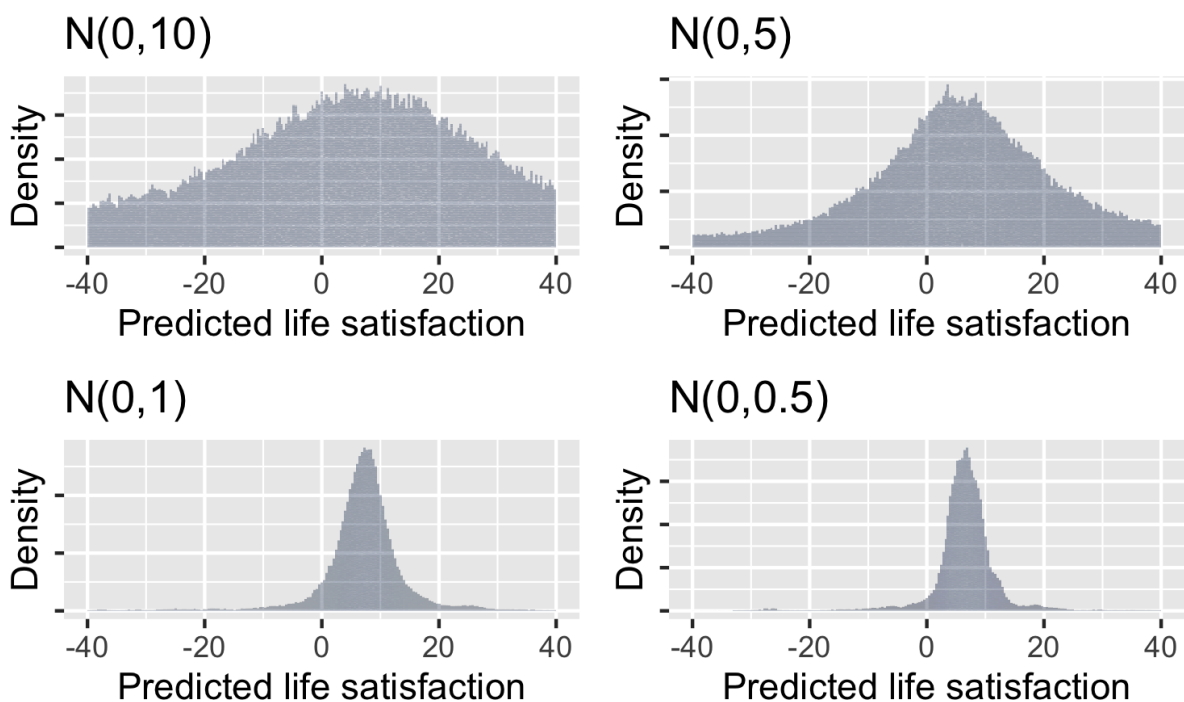 N(0,10)
N(0,5)
Density
Density
-40 -20 0 20 40
-40 -20 0 20 40
Predicted life satisfaction
Predicted life satisfaction
N(0,1)
N(0,0.5)
Density
Density
-40 -20 0 20 40
-40 -20 0 20 40
Predicted life satisfaction
Predicted life satisfaction